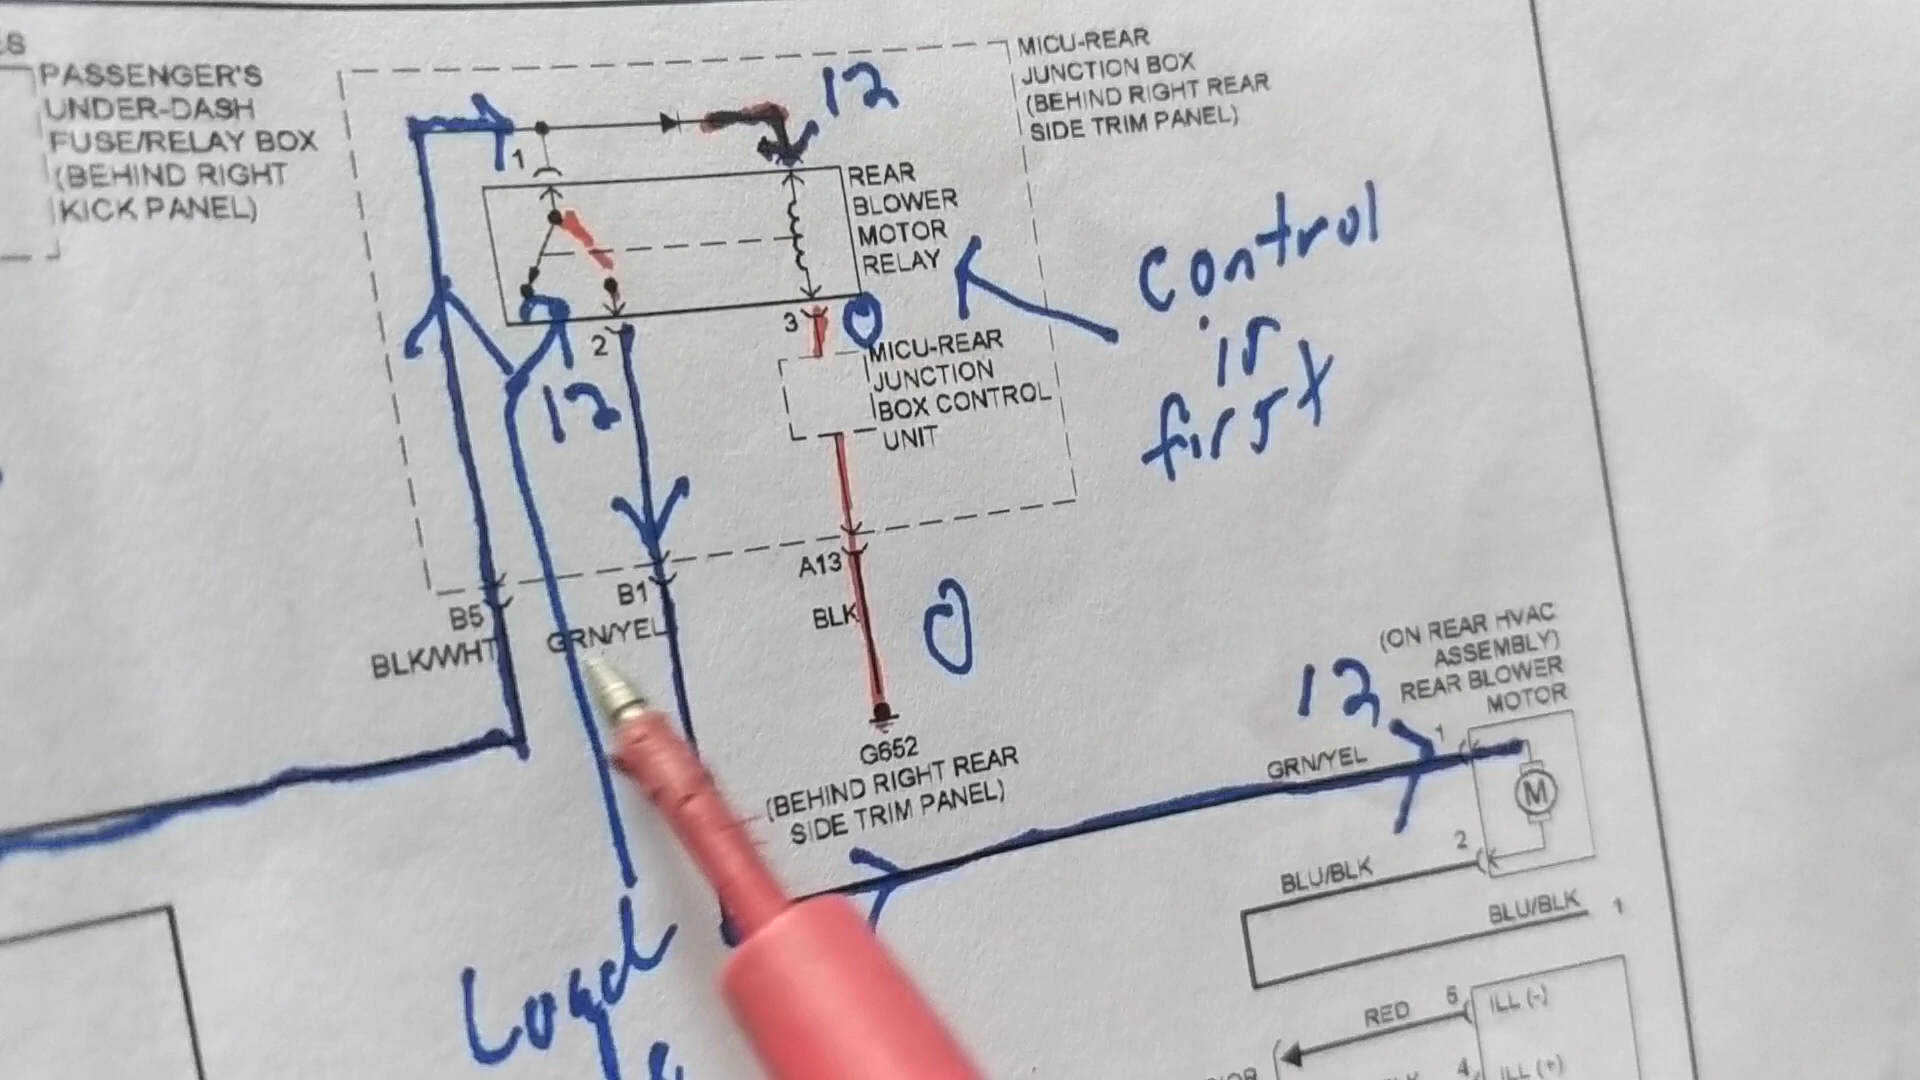 PASSENGER'S
UNDER-DASH
FUSE/RELAY BOX
(BEHIND RIGHT
KICK PANEL)
MICU-REAR
JUNCTION BOX
(BEHIND RIGHT REAR
SIDE TRIM PANEL)
12
1
REAR
BLOWER
MOTOR
RELAY
control
is
first
2
12
3
0
MICU-REAR
JUNCTION
BOX CONTROL
UNIT
B5
BLK/WHT
B1
GRN/YEL
A13
BLK
0
G652
(BEHIND RIGHT REAR
SIDE TRIM PANEL)
(ON REAR HVAC
ASSEMBLY)
REAR BLOWER
MOTOR
12
1
GRN/YEL
M
2
BLU/BLK
BLU/BLK 1
Load
RED
ILL (-)
4
ILL (+)